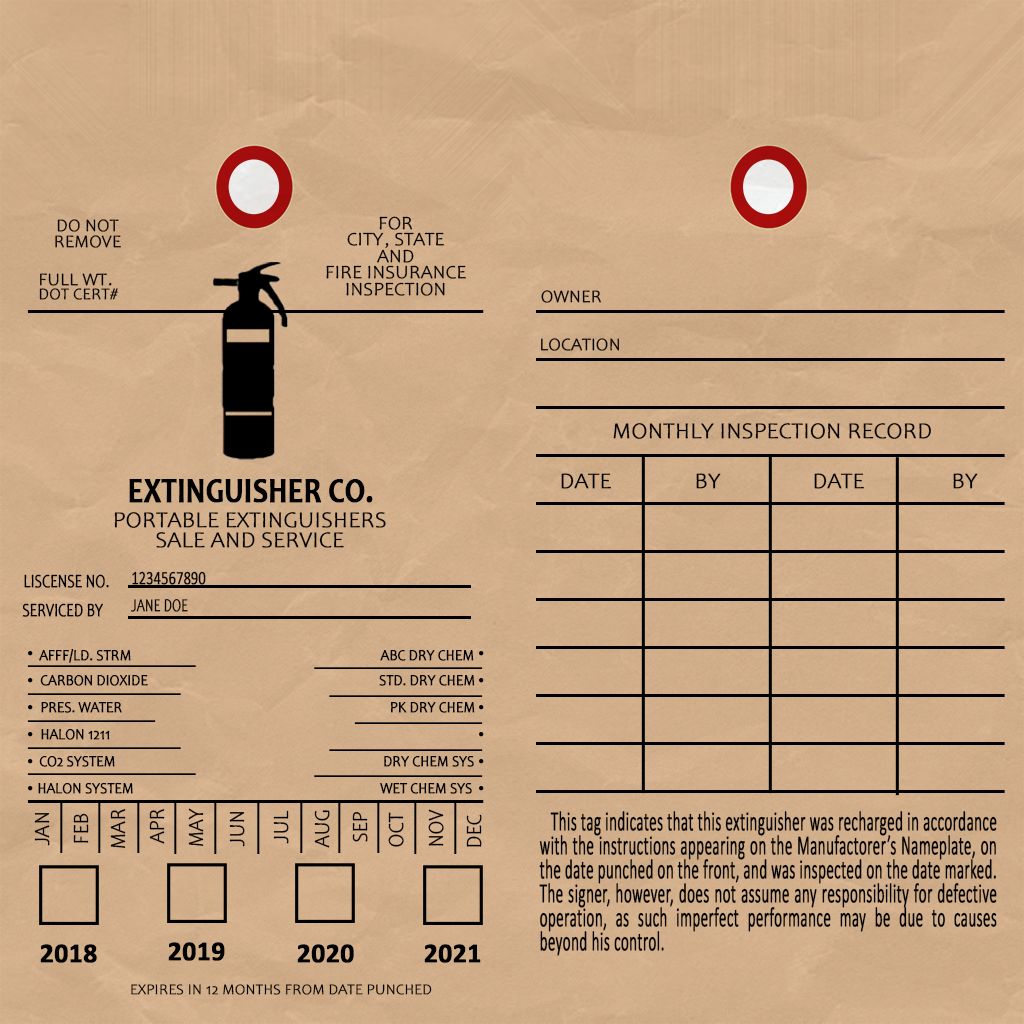 DO NOT
REMOVE
FULL WT.
DOT CERT#
FOR
CITY, STATE
AND
FIRE INSURANCE
INSPECTION
EXTINGUISHER CO.
PORTABLE EXTINGUISHERS
SALE AND SERVICE
LISCENSE NO. 1234567890
SERVICED BY JANE DOE
• AFFF/LD. STRM
• CARBON DIOXIDE
• PRES. WATER
• HALON 1211
• CO2 SYSTEM
• HALON SYSTEM
ABC DRY CHEM •
STD. DRY CHEM •
PK DRY CHEM •
•
DRY CHEM SYS •
WET CHEM SYS •
JAN FEB MAR APR MAY JUN JUL AUG SEP OCT NOV DEC
2018 2019 2020 2021
EXPIRES IN 12 MONTHS FROM DATE PUNCHED
OWNER
LOCATION
MONTHLY INSPECTION RECORD
DATE BY DATE BY
This tag indicates that this extinguisher was recharged in accordance
with the instructions appearing on the Manufactorer's Nameplate, on
the date punched on the front, and was inspected on the date marked.
The signer, however, does not assume any responsibility for defective
operation, as such imperfect performance may be due to causes
beyond his control.